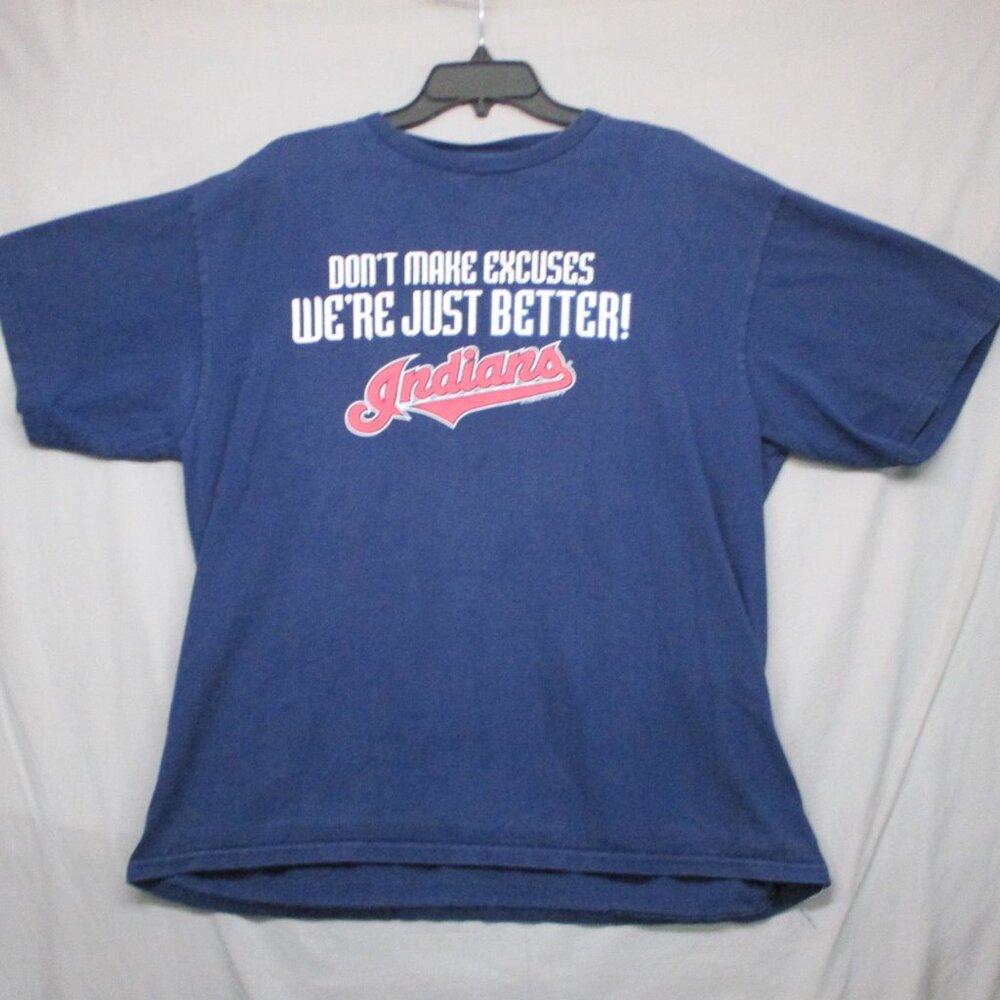 DON'T MAKE EXCUSES
WE'RE JUST BETTER!
Indians